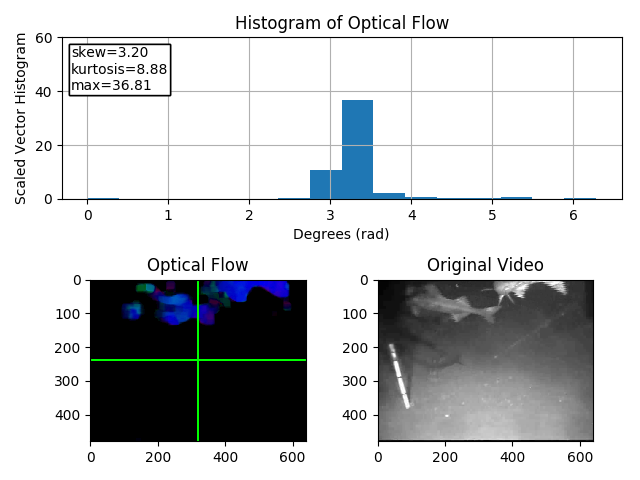 Histogram of Optical Flow
skew=3.20
kurtosis=8.88
max=36.81
Scaled Vector Histogram
60
40
20
0
0 1 2 3 4 5 6
Degrees (rad)
Optical Flow
0
100
200
300
400
0 200 400 600
Original Video
0
100
200
300
400
0 200 400 600